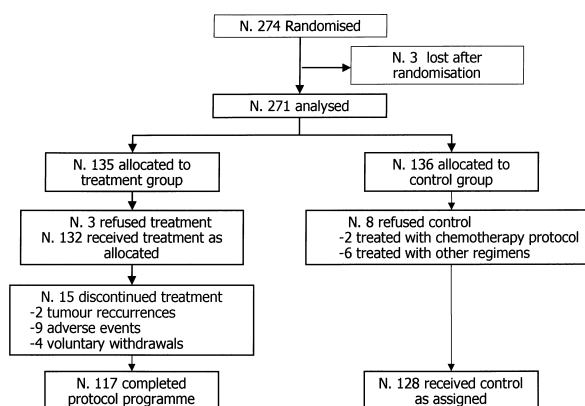 N. 274 Randomised
N. 3 lost after
randomisation
N. 271 analysed
N. 135 allocated to
treatment group
N. 136 allocated to
control group
N. 3 refused treatment
N. 132 received treatment as
allocated
N. 8 refused control
-2 treated with chemotherapy protocol
-6 treated with other regimens
N. 15 discontinued treatment
-2 tumour reccurrences
-9 adverse events
-4 voluntary withdrawals
N. 117 completed
protocol programme
N. 128 received control
as assigned